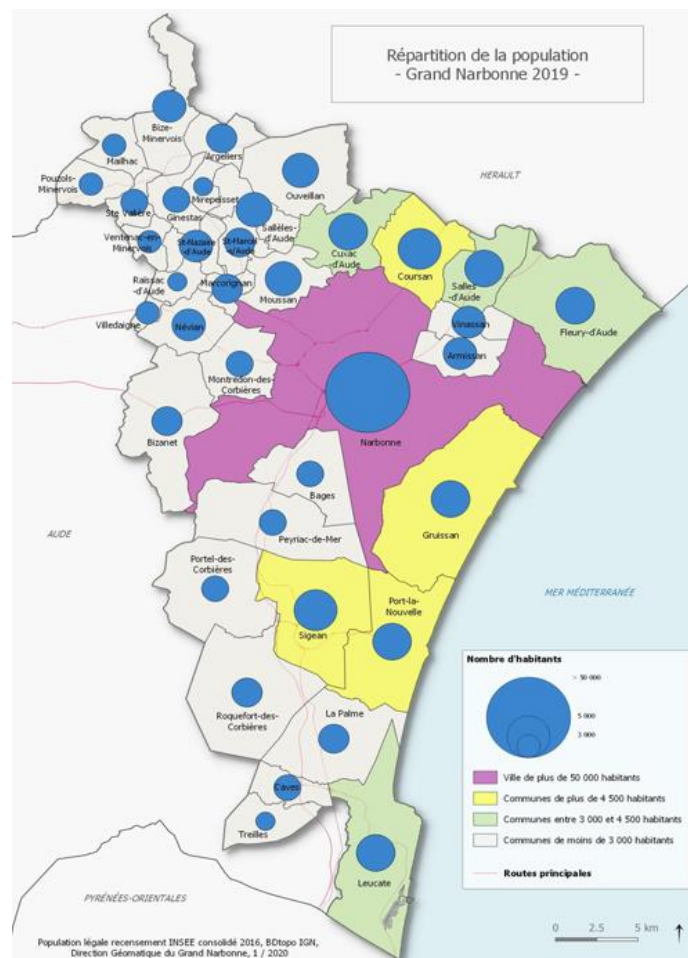 Répartition de la population
- Grand Narbonne 2019 -
Bize-
Minervois
Mailhac
Argeliers
Pouzols-
Minervois
Mirepeisset
Ouveillan
HERAULT
Ste Valière
Ginestas
Sallèles-
d'Aude
Ventenac-en-
Minervois
St-Nazaire
-d'Aude
St-Marcel
-s/Aude
Cuxac
-d'Aude
Coursan
Salles
-d'Aude
Raissac
-d'Aude
Marcorignan
Moussan
Fleury-d'Aude
Villedaigne
Névian
Vinassan
Armissan
Montredon-des-
Corbières
Narbonne
Bizanet
Bages
AUDE
Peyriac-de-Mer
Gruissan
Portel-des-
Corbières
Port-la-
Nouvelle
MER MÉDITERRANÉE
Sigean
Roquefort-des-
Corbières
La Palme
Caves
Treilles
Leucate
PYRÉNÉES-ORIENTALES
Nombre d'habitants
> 50 000
5 000
3 000
Ville de plus de 50 000 habitants
Communes de plus de 4 500 habitants
Communes entre 3 000 et 4 500 habitants
Communes de moins de 3 000 habitants
Routes principales
0 2.5 5 km
Population légale recensement INSEE consolidé 2016, BDtopo IGN,
Direction Géomatique du Grand Narbonne, 1 / 2020